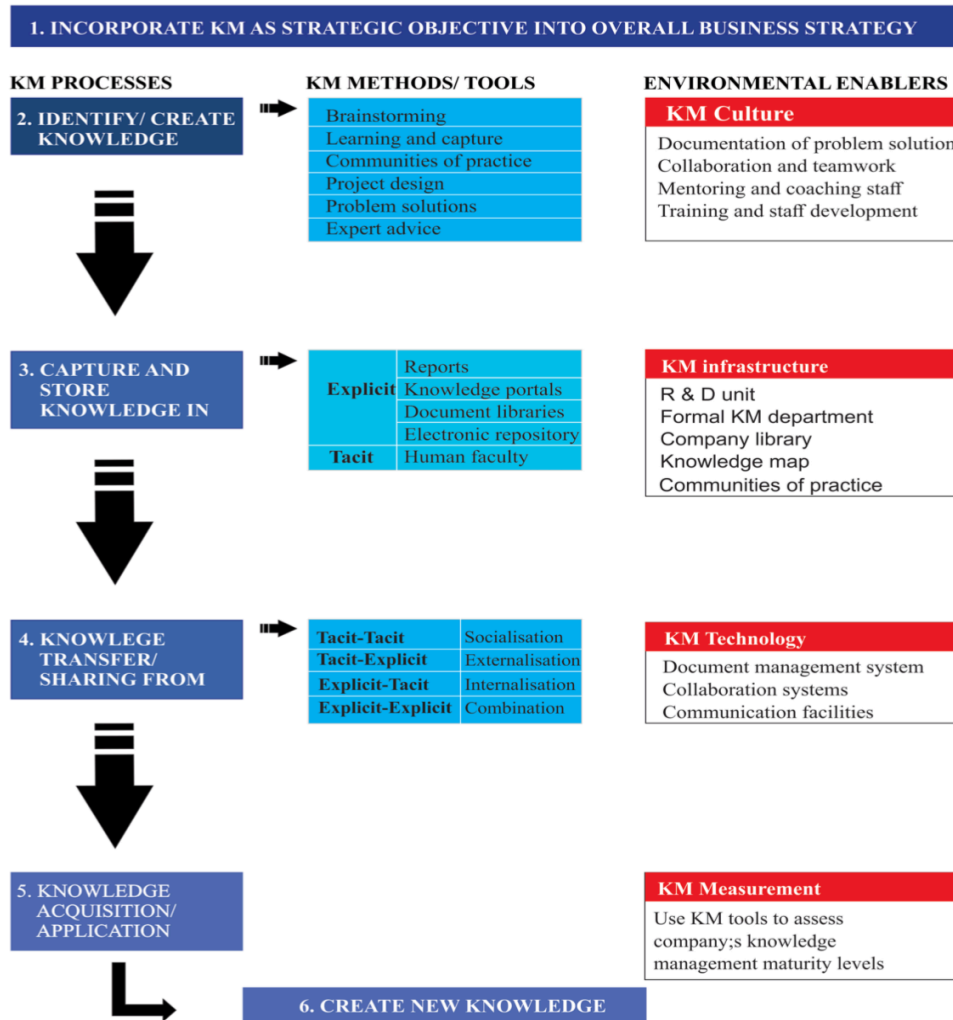 1. INCORPORATE KM AS STRATEGIC OBJECTIVE INTO OVERALL BUSINESS STRATEGY
KM PROCESSES
KM METHODS/ TOOLS
ENVIRONMENTAL ENABLERS
2. IDENTIFY/ CREATE
KNOWLEDGE
Brainstorming
Learning and capture
Communities of practice
Project design
Problem solutions
Expert advice
KM Culture
Documentation of problem solution
Collaboration and teamwork
Mentoring and coaching staff
Training and staff development
3. CAPTURE AND
STORE
KNOWLEDGE IN
Explicit
Reports
Knowledge portals
Document libraries
Electronic repository
Tacit
Human faculty
KM infrastructure
R & D unit
Formal KM department
Company library
Knowledge map
Communities of practice
4. KNOWLEGE
TRANSFER/
SHARING FROM
Tacit-Tacit
Socialisation
Tacit-Explicit
Externalisation
Explicit-Tacit
Internalisation
Explicit-Explicit
Combination
KM Technology
Document management system
Collaboration systems
Communication facilities
5. KNOWLEDGE
ACQUISITION/
APPLICATION
KM Measurement
Use KM tools to assess
company;s knowledge
management maturity levels
6. CREATE NEW KNOWLEDGE